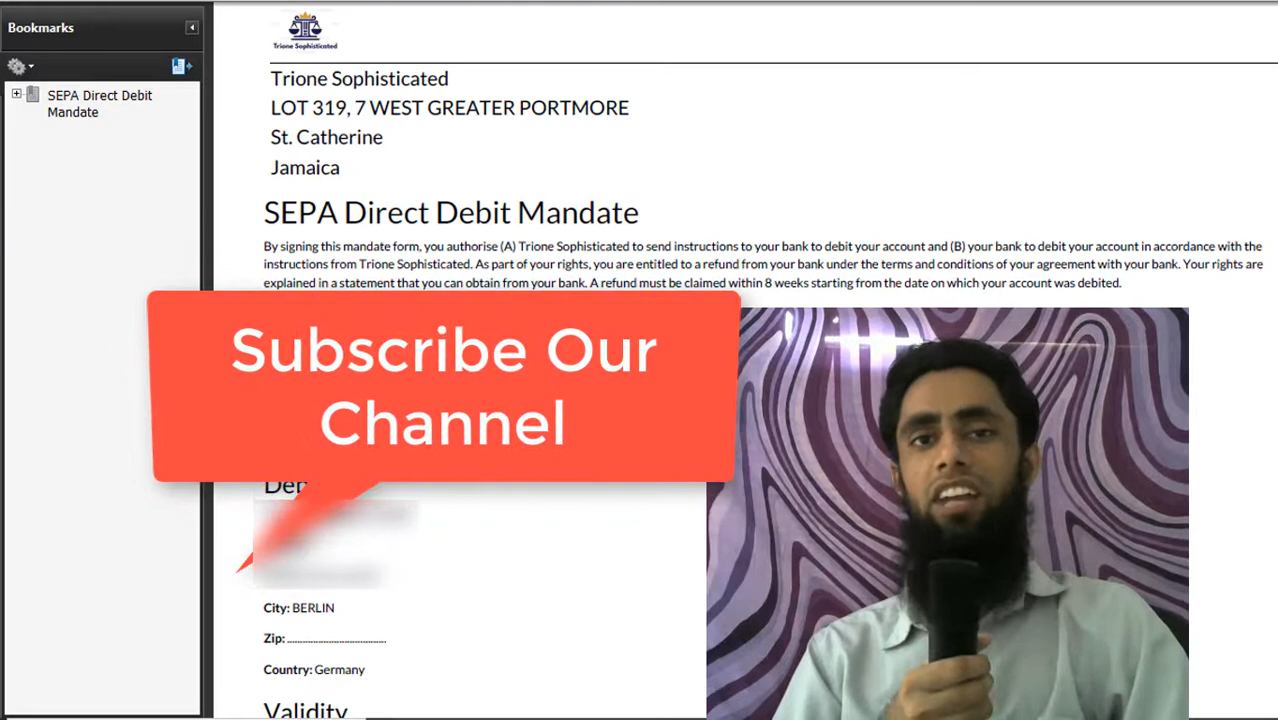 Bookmarks
SEPA Direct Debit
Mandate
Trione Sophisticated
Trione Sophisticated
LOT 319, 7 WEST GREATER PORTMORE
St. Catherine
Jamaica
SEPA Direct Debit Mandate
By signing this mandate form, you authorise (A) Trione Sophisticated to send instructions to your bank to debit your account and (B) your bank to debit your account in accordance with the
instructions from Trione Sophisticated. As part of your rights, you are entitled to a refund from your bank under the terms and conditions of your agreement with your bank. Your rights are
explained in a statement that you can obtain from your bank. A refund must be claimed within 8 weeks starting from the date on which your account was debited.
Subscribe Our
Channel
City: BERLIN
Zip: ........................................
Country: Germany
Validity